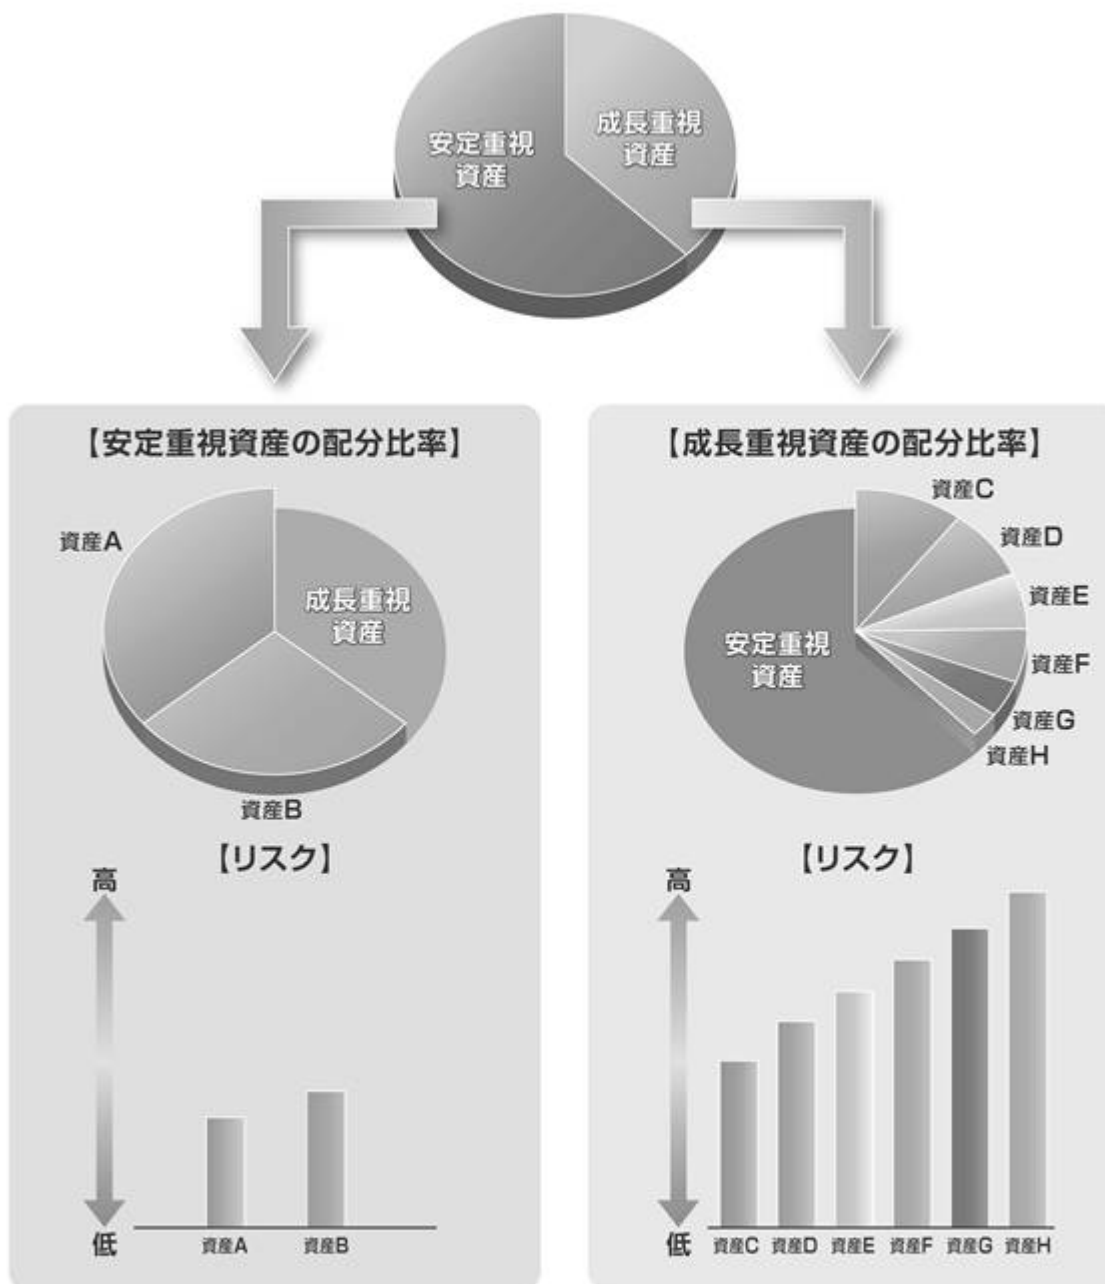 安定重視
資産
成長重視
資産
【安定重視資産の配分比率】
資産A
成長重視
資産
資産B
【リスク】
高
低
資産A
資産B
【成長重視資産の配分比率】
資産C
資産D
資産E
資産F
資産G
資産H
安定重視
資産
【リスク】
高
低
資産C
資産D
資産E
資産F
資産G
資産H